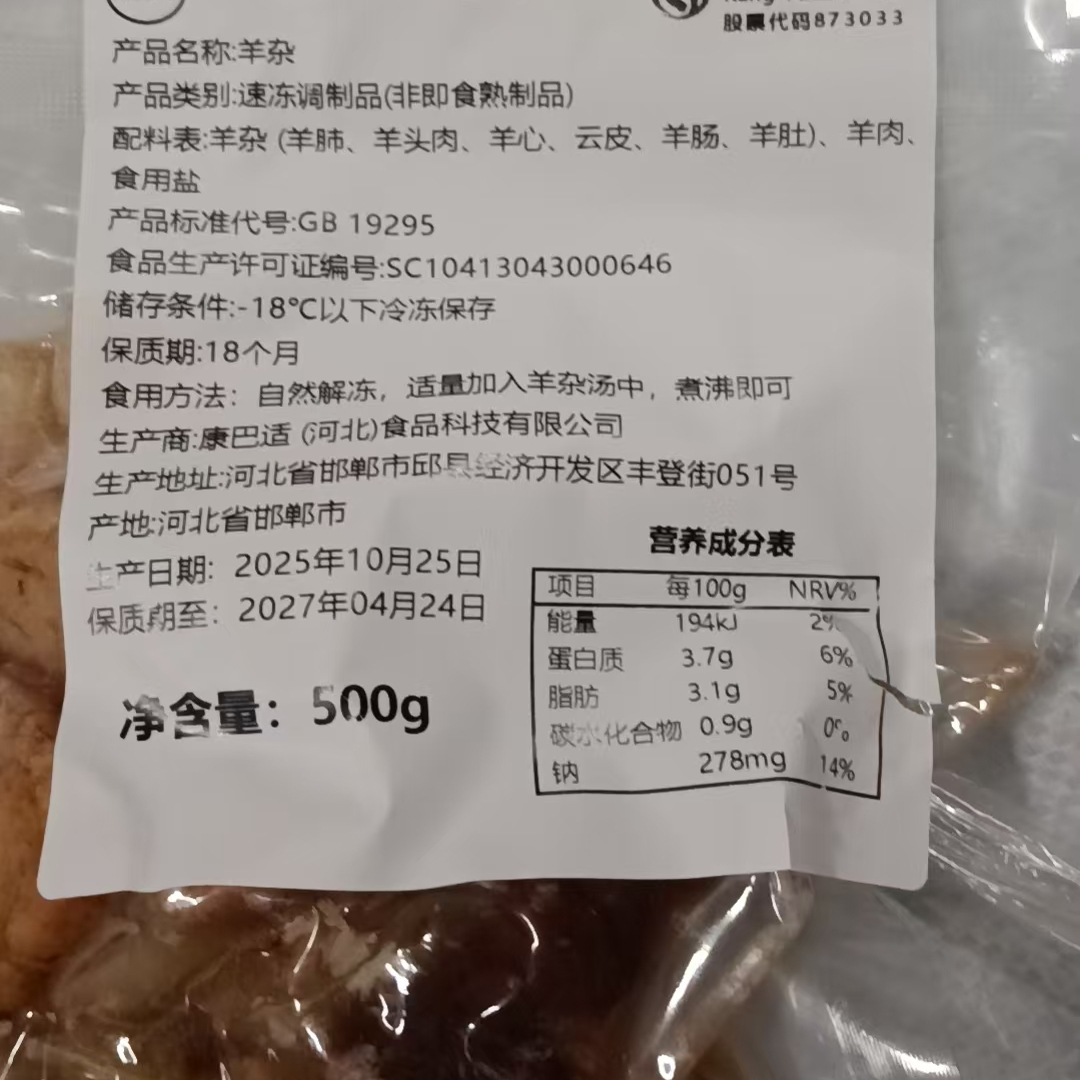 股票代码873033
产品名称:羊杂
产品类别:速冻调制品(非即食熟制品)
配料表:羊杂 (羊肺、羊头肉、羊心、云皮、羊肠、羊肚)、羊肉、
食用盐
产品标准代号:GB 19295
食品生产许可证编号:SC10413043000646
储存条件:-18℃以下冷冻保存
保质期:18个月
食用方法：自然解冻，适量加入羊杂汤中，煮沸即可
生产商:康巴适 (河北)食品科技有限公司
生产地址:河北省邯郸市邱县经济开发区丰登街051号
产地:河北省邯郸市
生产日期：2025年10月25日
保质期至：2027年04月24日
净含量：500g
营养成分表
项目 每100g NRV%
能量 194kJ 2%
蛋白质 3.7g 6%
脂肪 3.1g 5%
碳水化合物 0.9g 0%
钠 278mg 14%